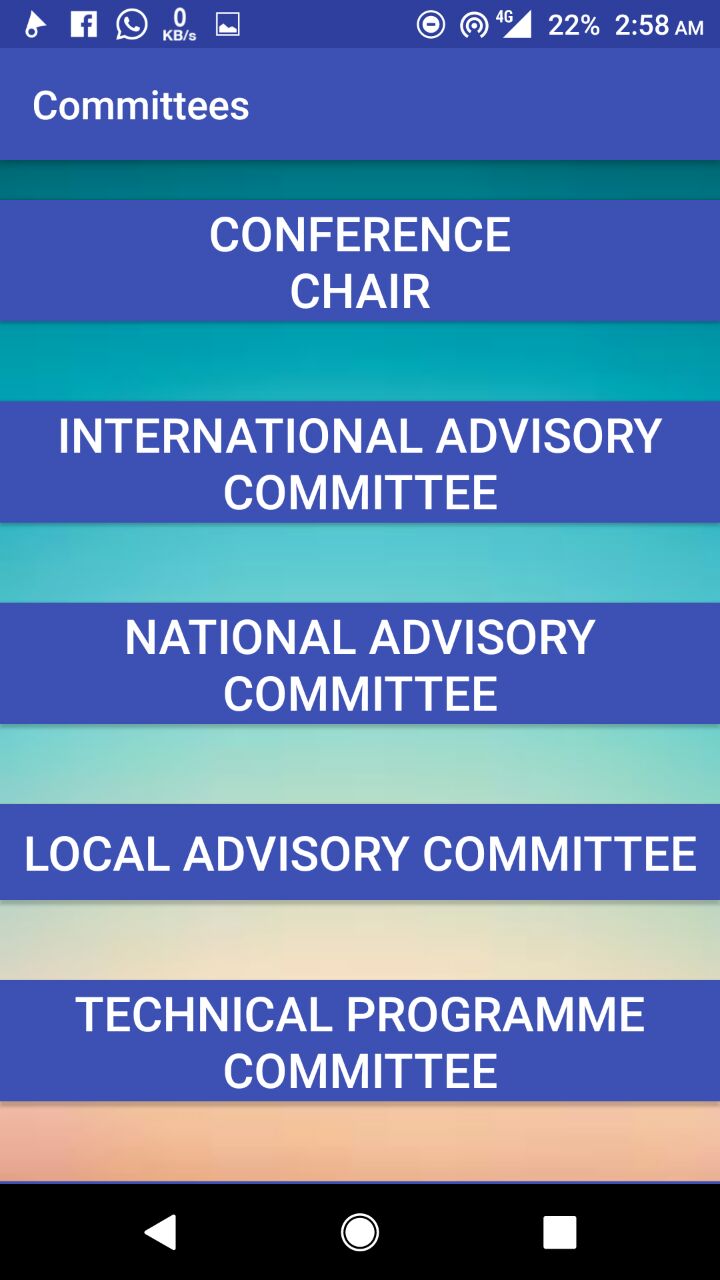 0
KB/s
4G
22%
2:58 AM
Committees
CONFERENCE
CHAIR
INTERNATIONAL ADVISORY
COMMITTEE
NATIONAL ADVISORY
COMMITTEE
LOCAL ADVISORY COMMITTEE
TECHNICAL PROGRAMME
COMMITTEE